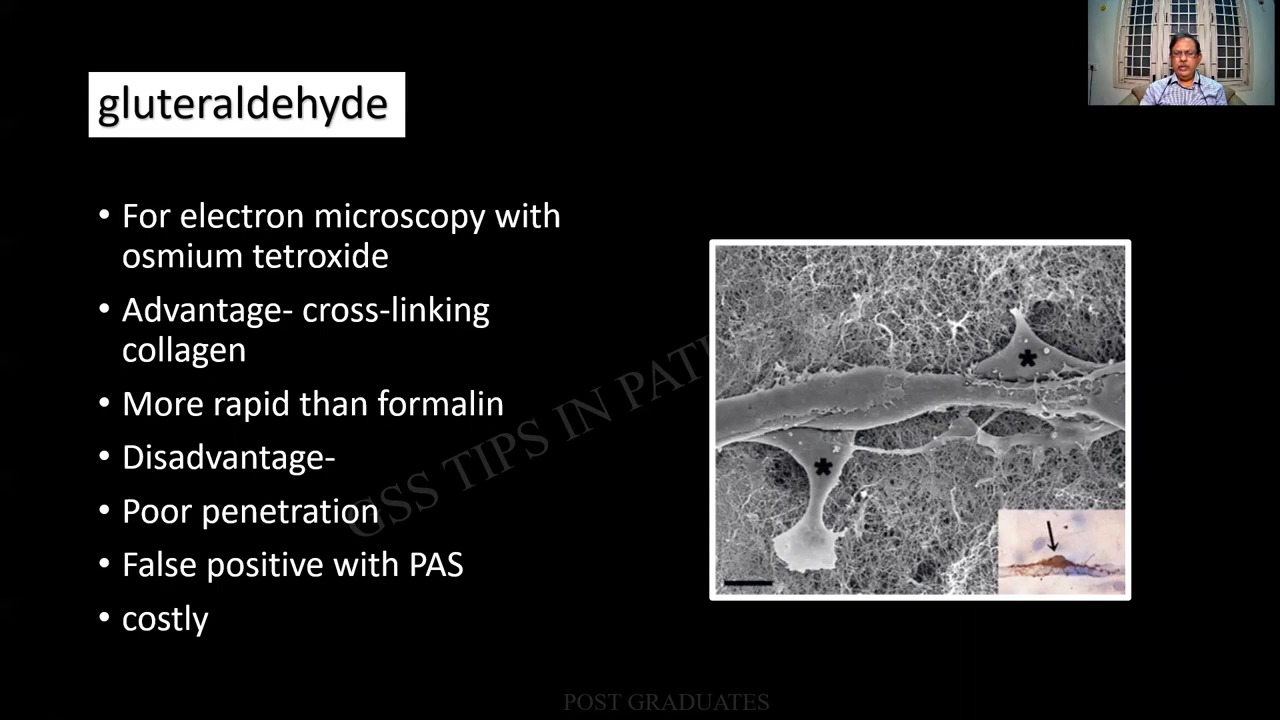 gluteraldehyde
• For electron microscopy with
osmium tetroxide
• Advantage- cross-linking
collagen
• More rapid than formalin
• Disadvantage-
• Poor penetration
• False positive with PAS
• costly
GSS TIPS IN PAT
POST GRADUATES